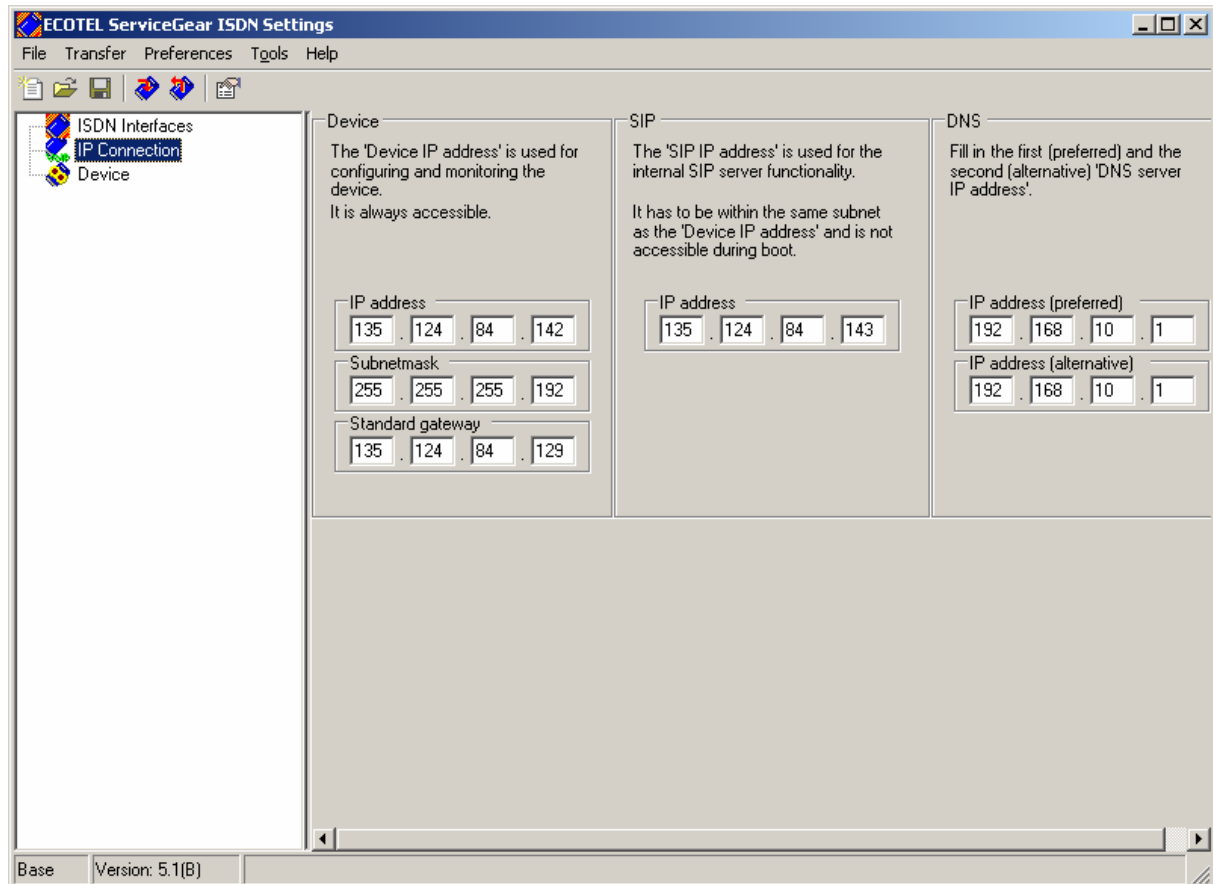 ECOTEL ServiceGear ISDN Settings
File Transfer Preferences Tools Help
ISDN Interfaces
IP Connection
Device
Device
The 'Device IP address' is used for
configuring and monitoring the
device.
It is always accessible.
IP address
135 . 124 . 84 . 142
Subnetmask
255 . 255 . 255 . 192
Standard gateway
135 . 124 . 84 . 129
SIP
The 'SIP IP address' is used for the
internal SIP server functionality.
It has to be within the same subnet
as the 'Device IP address' and is not
accessible during boot.
IP address
135 . 124 . 84 . 143
DNS
Fill in the first (preferred) and the
second (alternative) 'DNS server
IP address'.
IP address (preferred)
192 . 168 . 10 . 1
IP address (alternative)
192 . 168 . 10 . 1
Base Version: 5.1(B)